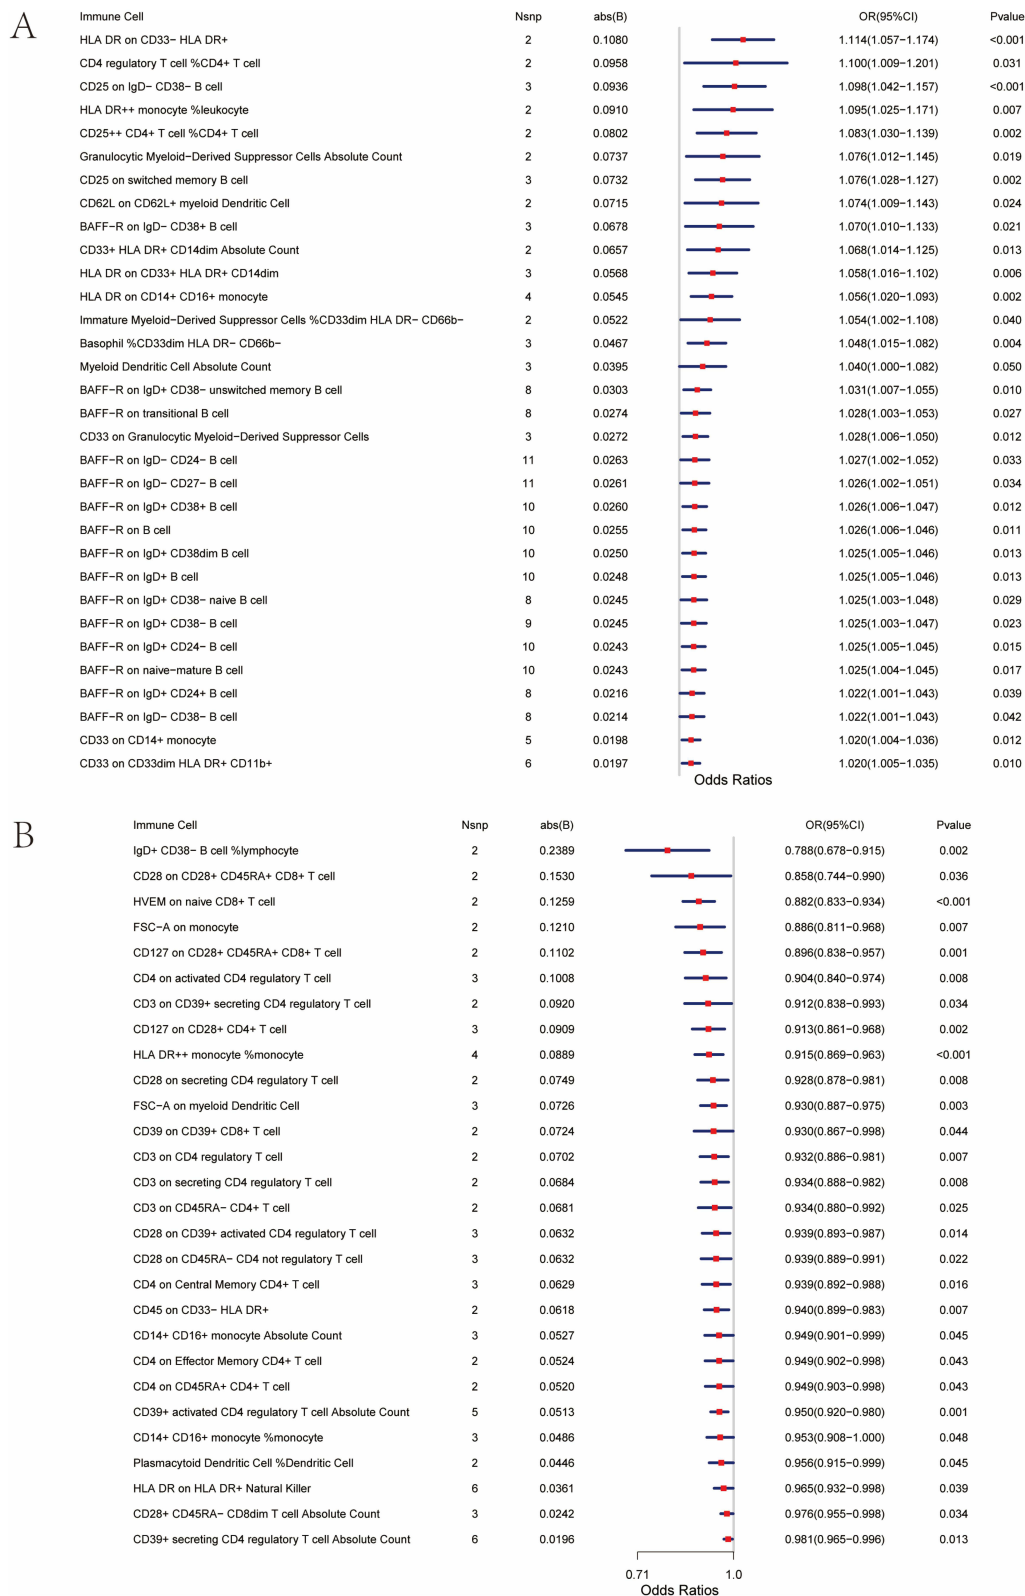 A
Immune Cell Nsnp abs(B) OR(95%CI) Pvalue
HLA DR on CD33− HLA DR+ 2 0.1080 1.114(1.057−1.174) <0.001
CD4 regulatory T cell %CD4+ T cell 2 0.0958 1.100(1.009−1.201) 0.031
CD25 on IgD− CD38− B cell 3 0.0936 1.098(1.042−1.157) <0.001
HLA DR++ monocyte %leukocyte 2 0.0910 1.095(1.025−1.171) 0.007
CD25++ CD4+ T cell %CD4+ T cell 2 0.0802 1.083(1.030−1.139) 0.002
Granulocytic Myeloid−Derived Suppressor Cells Absolute Count 2 0.0737 1.076(1.012−1.145) 0.019
CD25 on switched memory B cell 3 0.0732 1.076(1.028−1.127) 0.002
CD62L on CD62L+ myeloid Dendritic Cell 2 0.0715 1.074(1.009−1.143) 0.024
BAFF−R on IgD− CD38+ B cell 3 0.0678 1.070(1.010−1.133) 0.021
CD33+ HLA DR+ CD14dim Absolute Count 2 0.0657 1.068(1.014−1.125) 0.013
HLA DR on CD33+ HLA DR+ CD14dim 3 0.0568 1.058(1.016−1.102) 0.006
HLA DR on CD14+ CD16+ monocyte 4 0.0545 1.056(1.020−1.093) 0.002
Immature Myeloid−Derived Suppressor Cells %CD33dim HLA DR− CD66b− 2 0.0522 1.054(1.002−1.108) 0.040
Basophil %CD33dim HLA DR− CD66b− 3 0.0467 1.048(1.015−1.082) 0.004
Myeloid Dendritic Cell Absolute Count 3 0.0395 1.040(1.000−1.082) 0.050
BAFF−R on IgD+ CD38− unswitched memory B cell 8 0.0303 1.031(1.007−1.055) 0.010
BAFF−R on transitional B cell 8 0.0274 1.028(1.003−1.053) 0.027
CD33 on Granulocytic Myeloid−Derived Suppressor Cells 3 0.0272 1.028(1.006−1.050) 0.012
BAFF−R on IgD− CD24− B cell 11 0.0263 1.027(1.002−1.052) 0.033
BAFF−R on IgD− CD27− B cell 11 0.0261 1.026(1.002−1.051) 0.034
BAFF−R on IgD+ CD38+ B cell 10 0.0260 1.026(1.006−1.047) 0.012
BAFF−R on B cell 10 0.0255 1.026(1.006−1.046) 0.011
BAFF−R on IgD+ CD38dim B cell 10 0.0250 1.025(1.005−1.046) 0.013
BAFF−R on IgD+ B cell 10 0.0248 1.025(1.005−1.046) 0.013
BAFF−R on IgD+ CD38− naive B cell 8 0.0245 1.025(1.003−1.048) 0.029
BAFF−R on IgD+ CD38− B cell 9 0.0245 1.025(1.003−1.047) 0.023
BAFF−R on IgD+ CD24− B cell 10 0.0243 1.025(1.005−1.045) 0.015
BAFF−R on naive−mature B cell 10 0.0243 1.025(1.004−1.045) 0.017
BAFF−R on IgD+ CD24+ B cell 8 0.0216 1.022(1.001−1.043) 0.039
BAFF−R on IgD− CD38− B cell 8 0.0214 1.022(1.001−1.043) 0.042
CD33 on CD14+ monocyte 5 0.0198 1.020(1.004−1.036) 0.012
CD33 on CD33dim HLA DR+ CD11b+ 6 0.0197 1.020(1.005−1.035) 0.010
Odds Ratios
B
Immune Cell Nsnp abs(B) OR(95%CI) Pvalue
IgD+ CD38− B cell %lymphocyte 2 0.2389 0.788(0.678−0.915) 0.002
CD28 on CD28+ CD45RA+ CD8+ T cell 2 0.1530 0.858(0.744−0.990) 0.036
HVEM on naive CD8+ T cell 2 0.1259 0.882(0.833−0.934) <0.001
FSC−A on monocyte 2 0.1210 0.886(0.811−0.968) 0.007
CD127 on CD28+ CD45RA+ CD8+ T cell 2 0.1102 0.896(0.838−0.957) 0.001
CD4 on activated CD4 regulatory T cell 3 0.1008 0.904(0.840−0.974) 0.008
CD3 on CD39+ secreting CD4 regulatory T cell 2 0.0920 0.912(0.838−0.993) 0.034
CD127 on CD28+ CD4+ T cell 3 0.0909 0.913(0.861−0.968) 0.002
HLA DR++ monocyte %monocyte 4 0.0889 0.915(0.869−0.963) <0.001
CD28 on secreting CD4 regulatory T cell 2 0.0749 0.928(0.878−0.981) 0.008
FSC−A on myeloid Dendritic Cell 3 0.0726 0.930(0.887−0.975) 0.003
CD39 on CD39+ CD8+ T cell 2 0.0724 0.930(0.867−0.998) 0.044
CD3 on CD4 regulatory T cell 2 0.0702 0.932(0.886−0.981) 0.007
CD3 on secreting CD4 regulatory T cell 2 0.0684 0.934(0.888−0.982) 0.008
CD3 on CD45RA− CD4+ T cell 2 0.0681 0.934(0.880−0.992) 0.025
CD28 on CD39+ activated CD4 regulatory T cell 3 0.0632 0.939(0.893−0.987) 0.014
CD28 on CD45RA− CD4 not regulatory T cell 3 0.0632 0.939(0.889−0.991) 0.022
CD4 on Central Memory CD4+ T cell 3 0.0629 0.939(0.892−0.988) 0.016
CD45 on CD33− HLA DR+ 2 0.0618 0.940(0.899−0.983) 0.007
CD14+ CD16+ monocyte Absolute Count 3 0.0527 0.949(0.901−0.999) 0.045
CD4 on Effector Memory CD4+ T cell 2 0.0524 0.949(0.902−0.998) 0.043
CD4 on CD45RA+ CD4+ T cell 2 0.0520 0.949(0.903−0.998) 0.043
CD39+ activated CD4 regulatory T cell Absolute Count 5 0.0513 0.950(0.920−0.980) 0.001
CD14+ CD16+ monocyte %monocyte 3 0.0486 0.953(0.908−1.000) 0.048
Plasmacytoid Dendritic Cell %Dendritic Cell 2 0.0446 0.956(0.915−0.999) 0.045
HLA DR on HLA DR+ Natural Killer 6 0.0361 0.965(0.932−0.998) 0.039
CD28+ CD45RA− CD8dim T cell Absolute Count 3 0.0242 0.976(0.955−0.998) 0.034
CD39+ secreting CD4 regulatory T cell Absolute Count 6 0.0196 0.981(0.965−0.996) 0.013
0.71 1.0
Odds Ratios